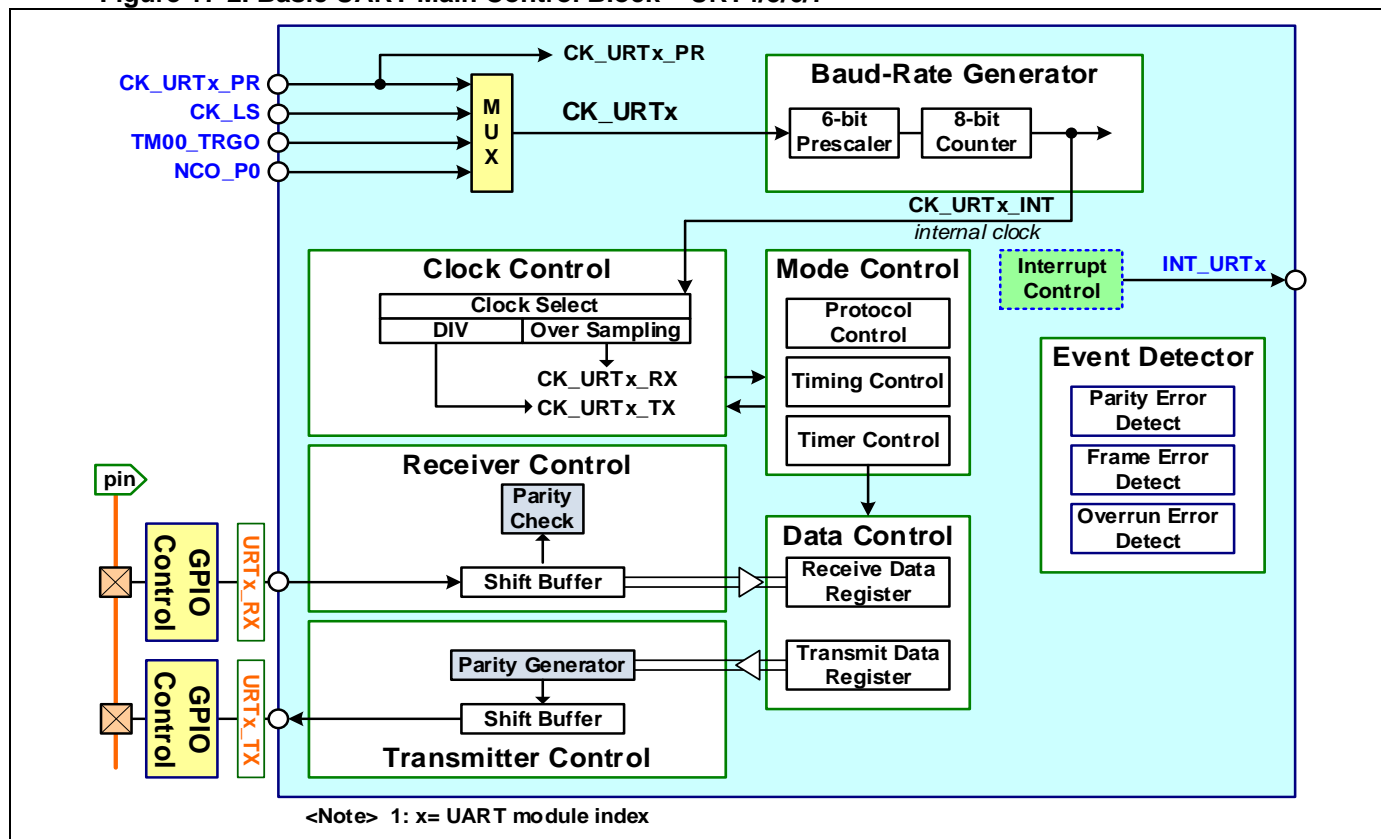 CK_URTx_PR
CK_URTx_PR
CK_LS
TM00_TRGO
NCO_P0
M
U
X
CK_URTx
Baud-Rate Generator
6-bit
Prescaler
8-bit
Counter
CK_URTx_INT
internal clock
Clock Control
Clock Select
DIV
Over Sampling
CK_URTx_RX
CK_URTx_TX
Mode Control
Protocol
Control
Timing Control
Timer Control
Interrupt
Control
INT_URTx
Event Detector
Parity Error
Detect
Frame Error
Detect
Overrun Error
Detect
pin
GPIO
Control
URTx_RX
Receiver Control
Parity
Check
Shift Buffer
Data Control
Receive Data
Register
Transmit Data
Register
GPIO
Control
URTx_TX
Parity Generator
Shift Buffer
Transmitter Control
<Note> 1: x= UART module index